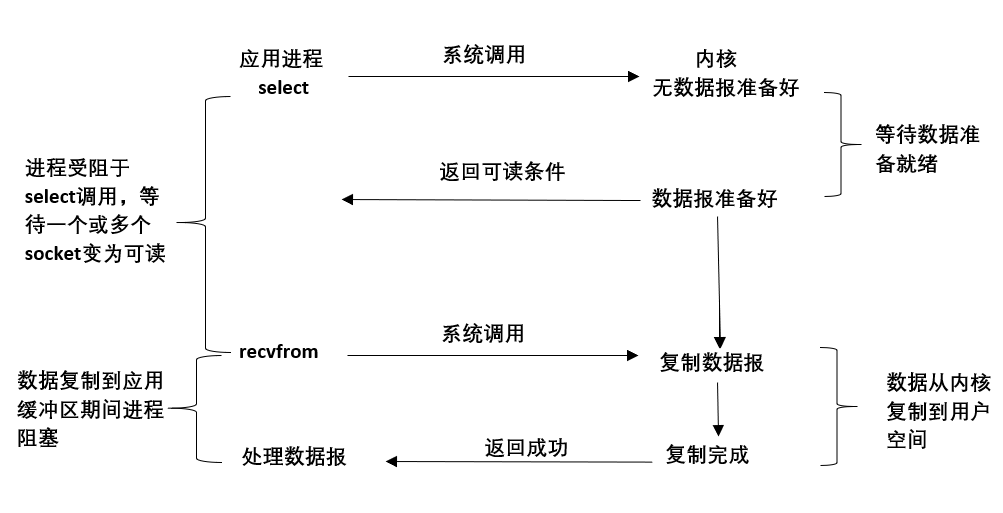 应用进程
select
系统调用
内核
无数据报准备好
等待数据准
备就绪
进程受阻于
select调用，等
待一个或多个
socket变为可读
返回可读条件
数据报准备好
recvfrom
系统调用
复制数据报
数据复制到应用
缓冲区期间进程
阻塞
数据从内核
复制到用户
空间
处理数据报
返回成功
复制完成